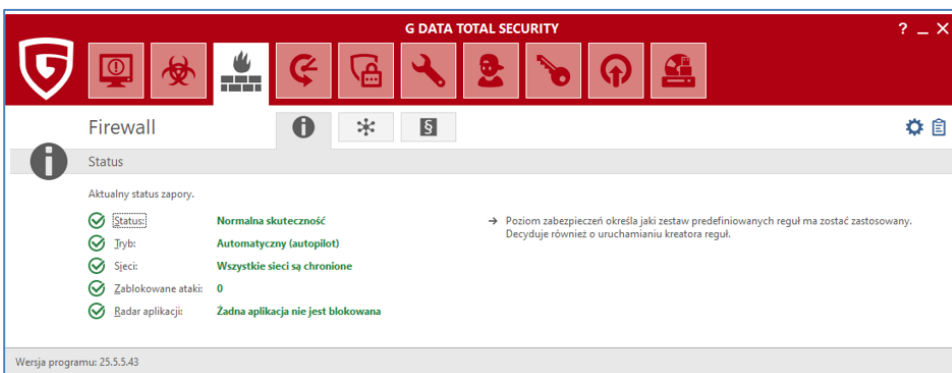 G DATA TOTAL SECURITY
Firewall
Status
Aktualny status zapory.
Status: Normalna skuteczność
Tryb: Automatyczny (autopilot)
Sieci: Wszystkie sieci są chronione
Zablokowane ataki: 0
Radar aplikacji: Żadna aplikacja nie jest blokowana
→ Poziom zabezpieczeń określa jaki zestaw predefiniowanych reguł ma zostać zastosowany.
Decyduje również o uruchamianiu kreatora reguł.
Wersja programu: 25.5.5.43